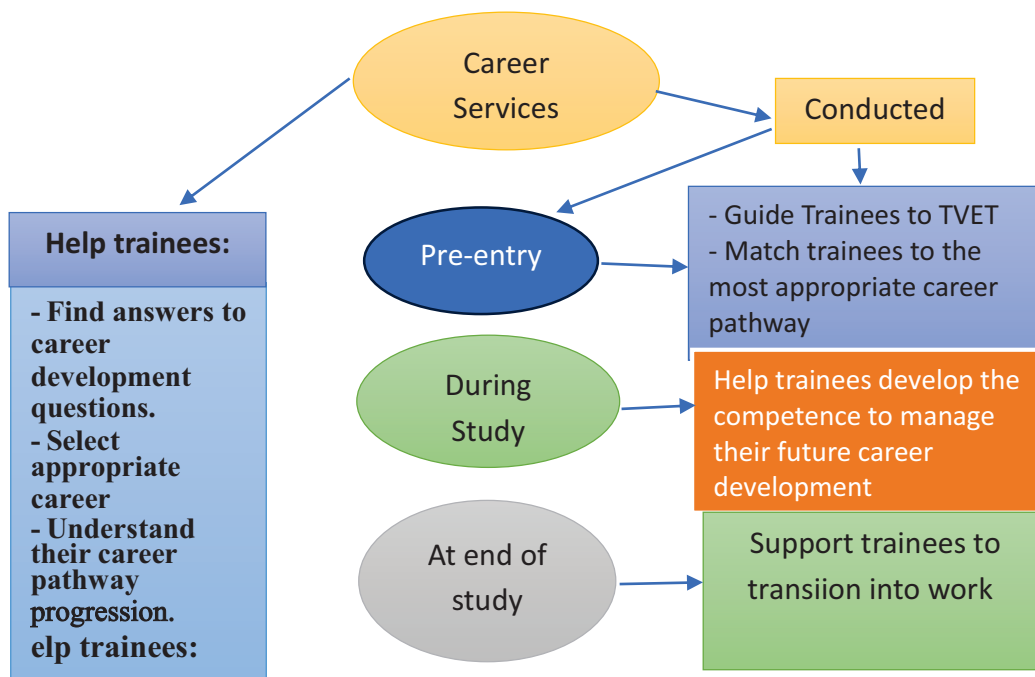 Career
Services
Conducted
Help trainees:
- Find answers to
career
development
questions.
- Select
appropriate
career
- Understand
their career
pathway
progression.
elp trainees:
Pre-entry
- Guide Trainees to TVET
- Match trainees to the
most appropriate career
pathway
During
Study
Help trainees develop the
competence to manage
their future career
development
At end of
study
Support trainees to
transiion into work